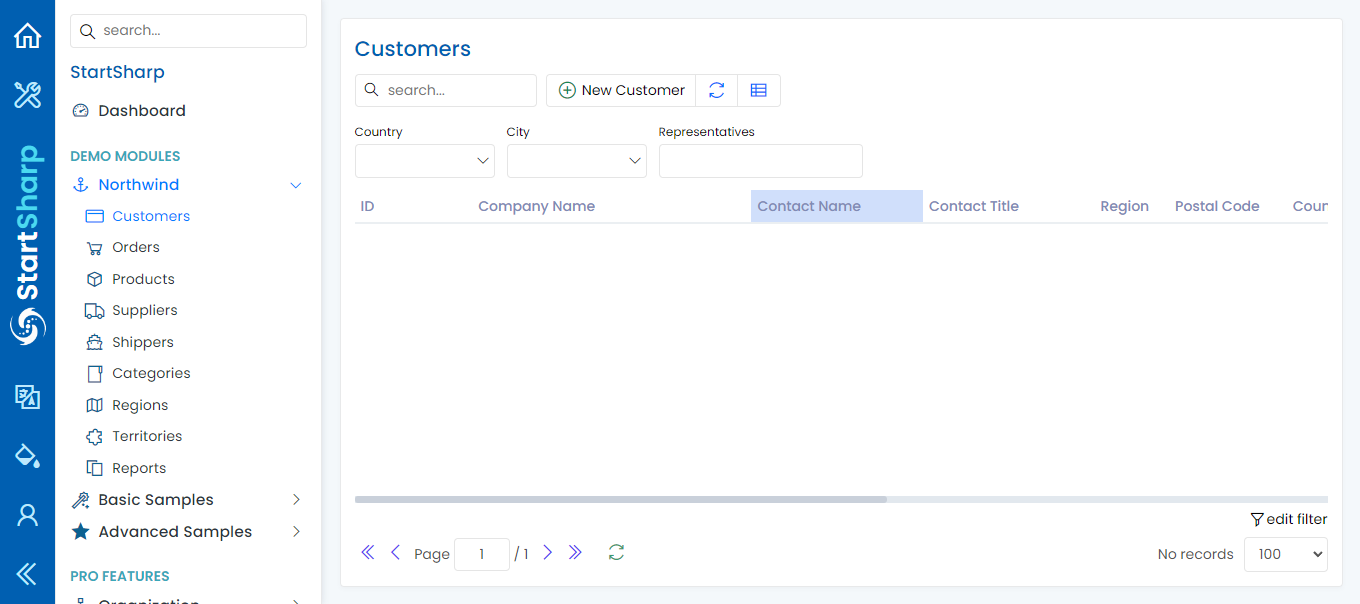 StartSharp
search...
StartSharp
Dashboard
DEMO MODULES
Northwind
Customers
Orders
Products
Suppliers
Shippers
Categories
Regions
Territories
Reports
Basic Samples
Advanced Samples
PRO FEATURES
Organization
Customers
search...
New Customer
Country City Representatives
ID Company Name Contact Name Contact Title Region Postal Code Coun
edit filter
Page 1 / 1
No records 100